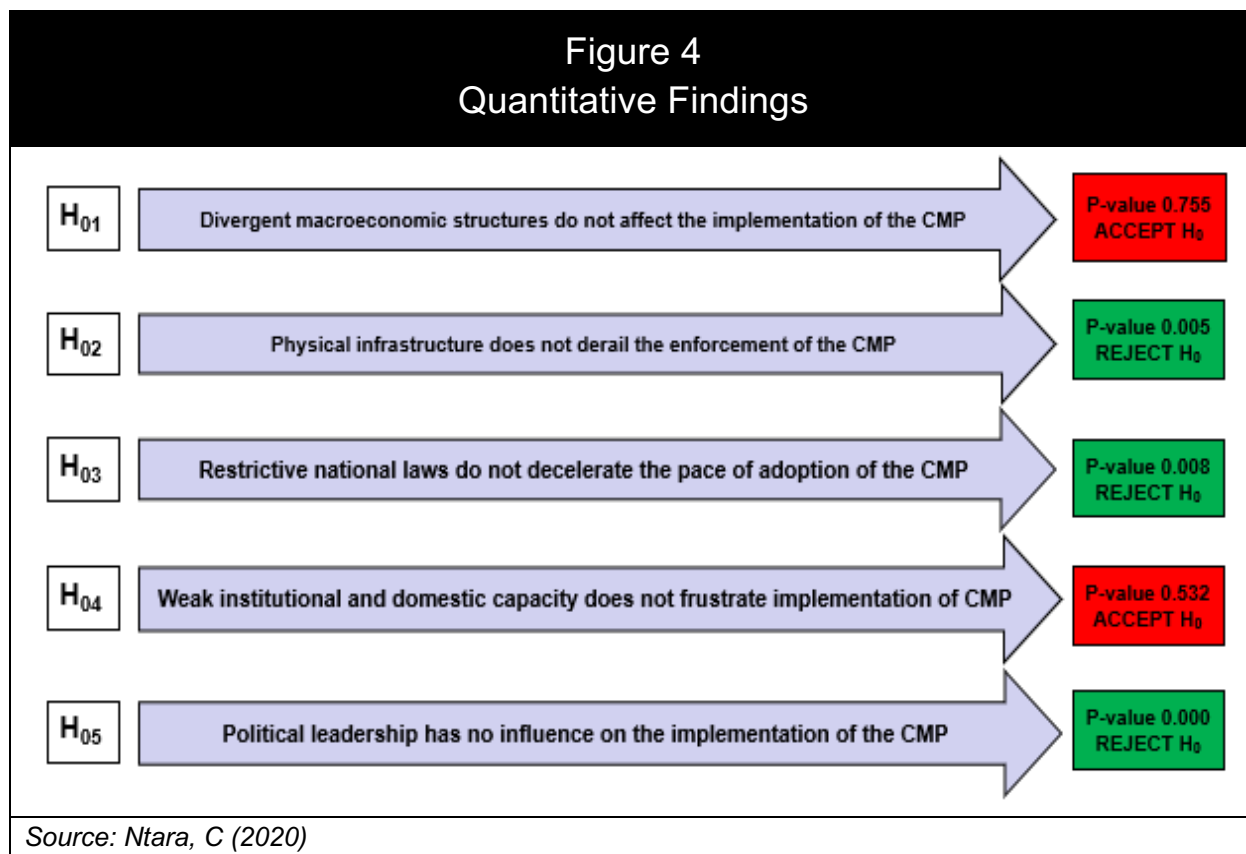 Figure 4
Quantitative Findings
H₀₁
Divergent macroeconomic structures do not affect the implementation of the CMP
P-value 0.755
ACCEPT H₀
H₀₂
Physical infrastructure does not derail the enforcement of the CMP
P-value 0.005
REJECT H₀
H₀₃
Restrictive national laws do not decelerate the pace of adoption of the CMP
P-value 0.008
REJECT H₀
H₀₄
Weak institutional and domestic capacity does not frustrate implementation of CMP
P-value 0.532
ACCEPT H₀
H₀₅
Political leadership has no influence on the implementation of the CMP
P-value 0.000
REJECT H₀
Source: Ntara, C (2020)